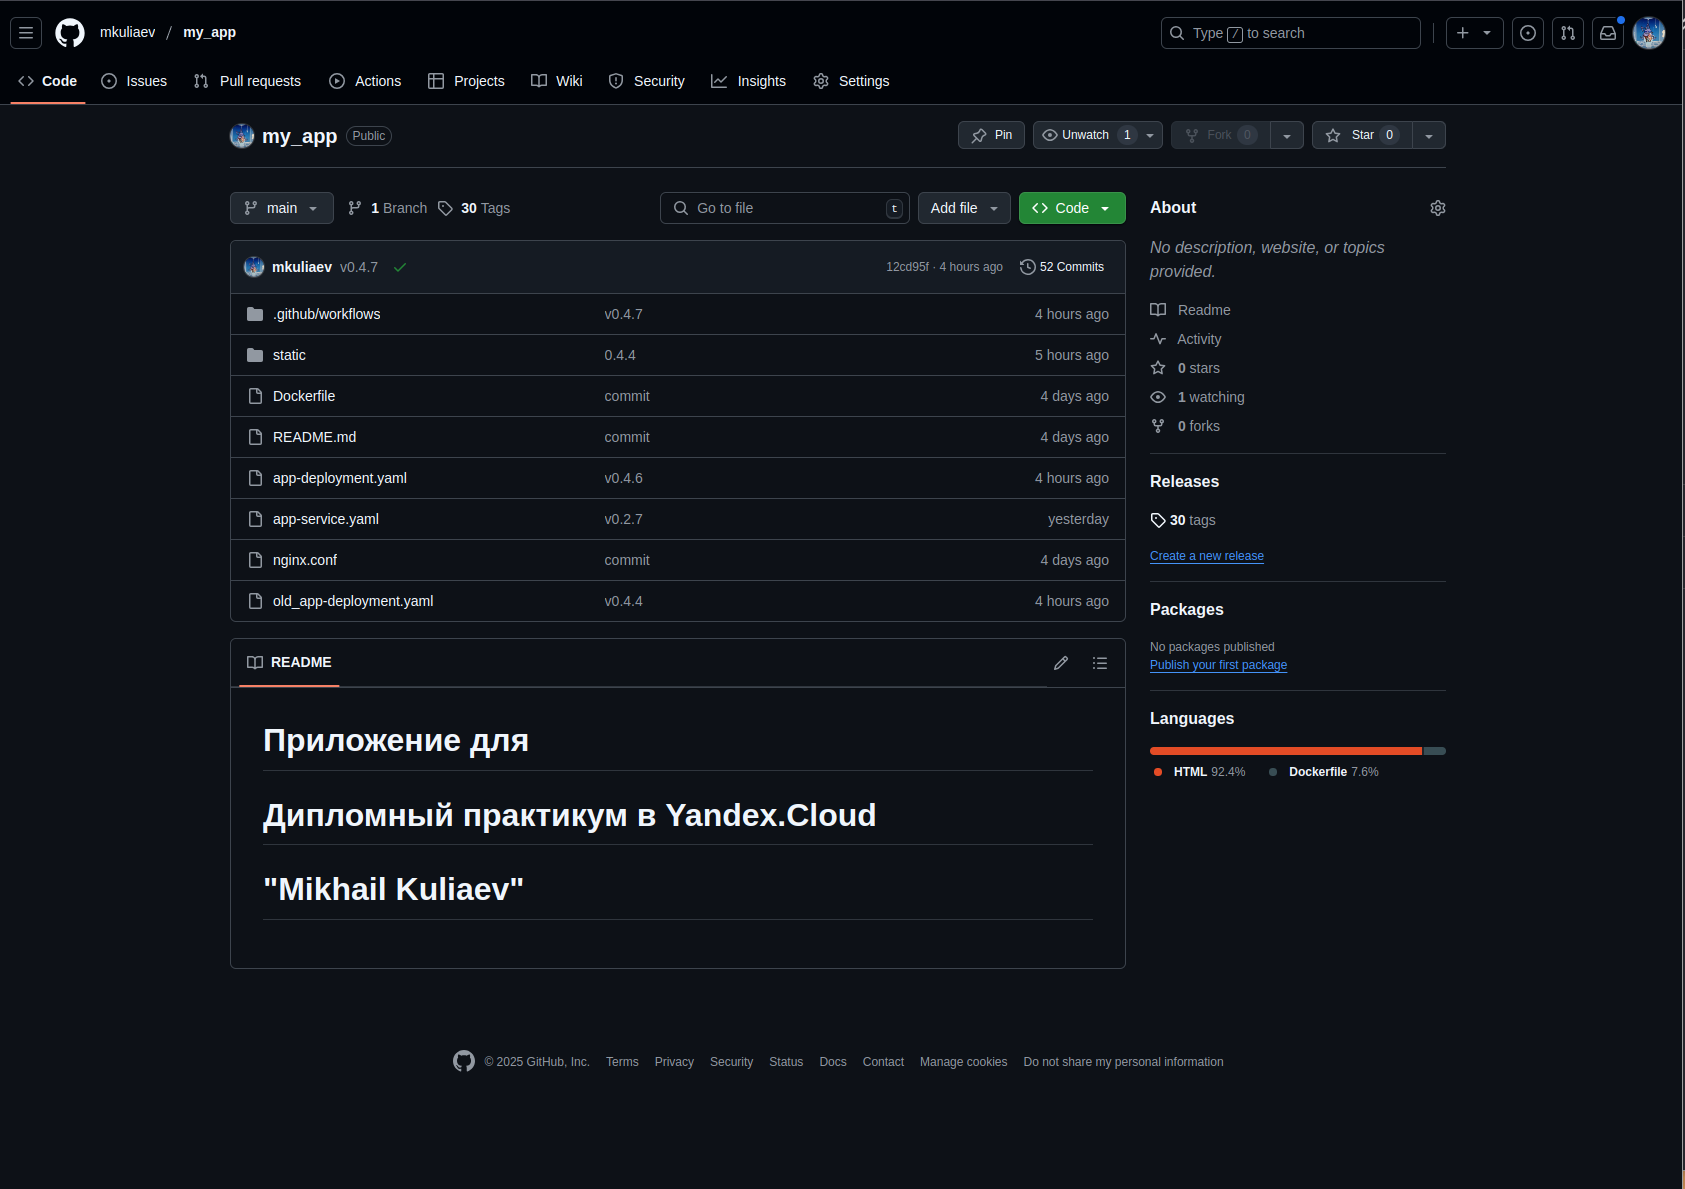 mkuliaev / my_app
Type / to search
Code Issues Pull requests Actions Projects Wiki Security Insights Settings
my_app Public
Pin Unwatch 1 Fork 0 Star 0
main 1 Branch 30 Tags Go to file t Add file Code
mkuliaev v0.4.7 12cd95f · 4 hours ago 52 Commits
.github/workflows v0.4.7 4 hours ago
static 0.4.4 5 hours ago
Dockerfile commit 4 days ago
README.md commit 4 days ago
app-deployment.yaml v0.4.6 4 hours ago
app-service.yaml v0.2.7 yesterday
nginx.conf commit 4 days ago
old_app-deployment.yaml v0.4.4 4 hours ago
README
Приложение для
Дипломный практикум в Yandex.Cloud
"Mikhail Kuliaev"
About
No description, website, or topics
provided.
Readme
Activity
0 stars
1 watching
0 forks
Releases
30 tags
Create a new release
Packages
No packages published
Publish your first package
Languages
HTML 92.4% Dockerfile 7.6%
© 2025 GitHub, Inc. Terms Privacy Security Status Docs Contact Manage cookies Do not share my personal information